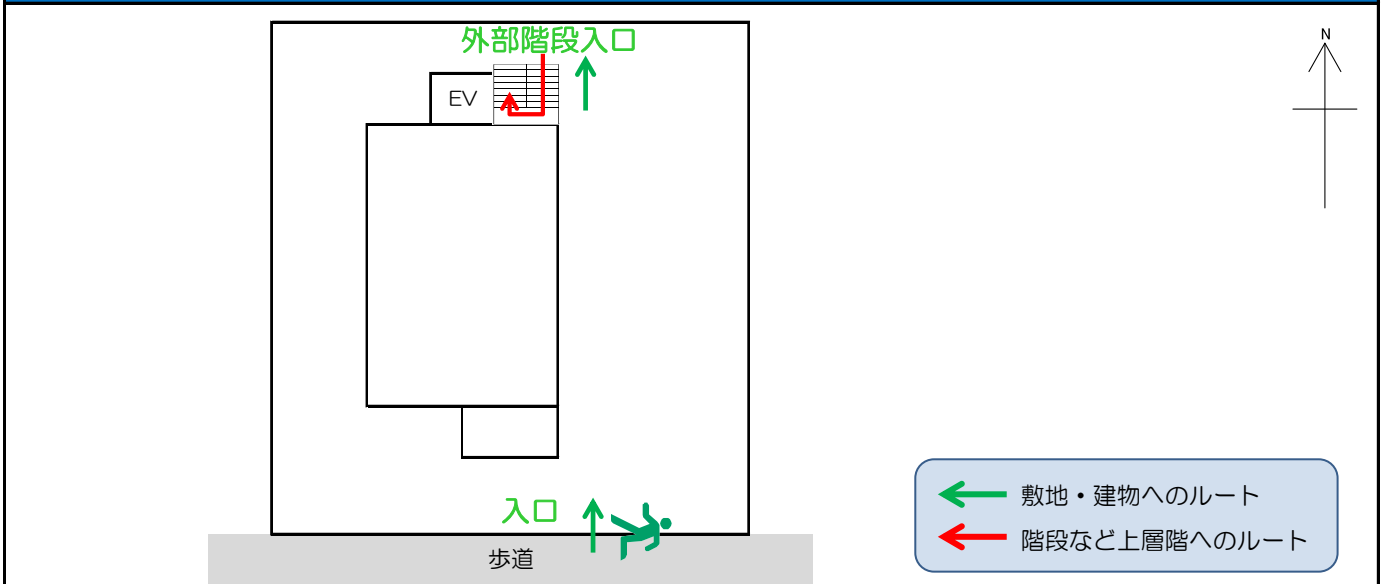 外部階段入口
N
EV
敷地・建物へのルート
入口
階段など上層階へのルート
歩道